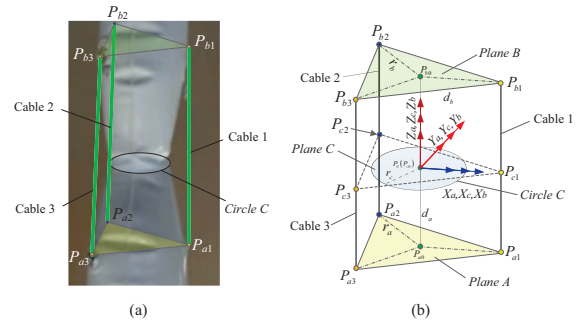 P_b2
P_b3
P_b1
Cable 2
Cable 1
Circle C
Cable 3
P_a2
P_a1
P_a3
(a)
P_b2
Plane B
Cable 2
r_b
P_b0
d_b
P_b1
P_b3
Z_a,Z_c,Z_b
Y_a,Y_c,Y_b
Cable 1
P_c2
Plane C
P_c1
r_c
P_c3
Circle C
X_a,X_c,X_b
P_a2
d_a
Cable 3
r_a
P_a0
P_a1
P_a3
Plane A
(b)